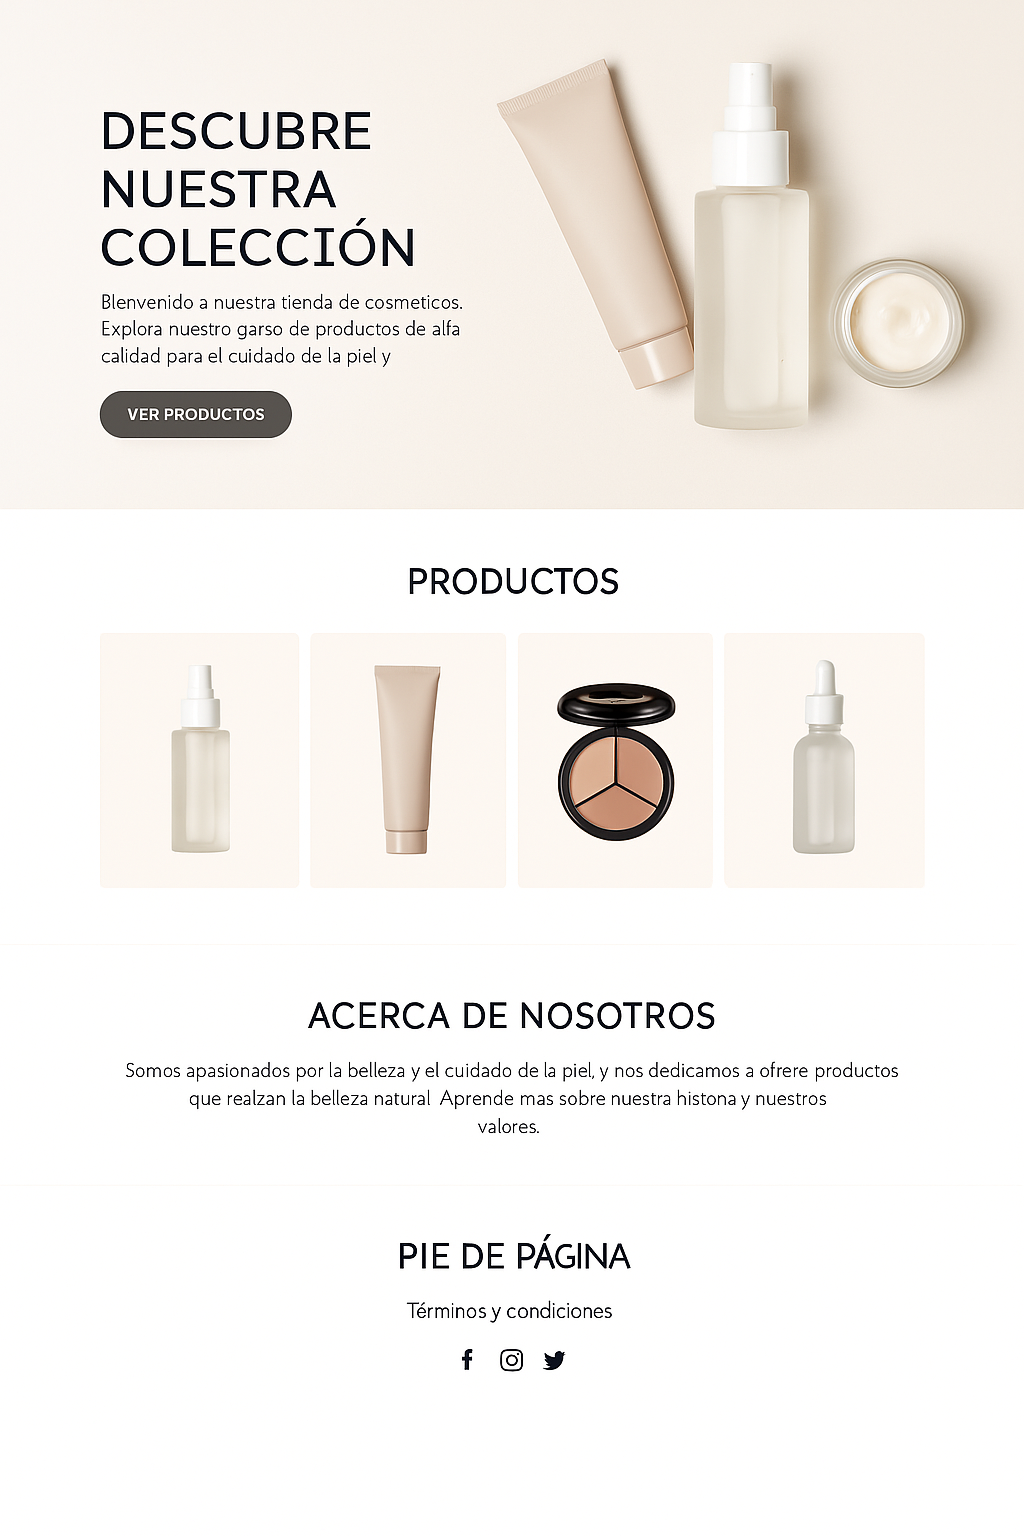 DESCUBRE
NUESTRA
COLECCIÓN
Blenvenido a nuestra tienda de cosmeticos.
Explora nuestro garso de productos de alfa
calidad para el cuidado de la piel y
VER PRODUCTOS
PRODUCTOS
ACERCA DE NOSOTROS
Somos apasionados por la belleza y el cuidado de la piel, y nos dedicamos a ofrere productos
que realzan la belleza natural Aprende mas sobre nuestra histona y nuestros
valores.
PIE DE PÁGINA
Términos y condiciones